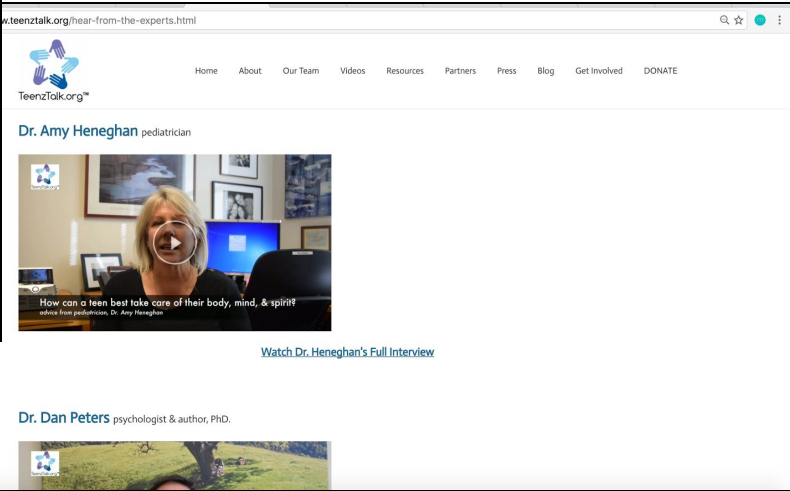 w.teenztalk.org/hear-from-the-experts.html
TeenzTalk.org™
Home About Our Team Videos Resources Partners Press Blog Get Involved DONATE
Dr. Amy Heneghan pediatrician
TeenzTalk.org
How can a teen best take care of their body, mind, & spirit?
advice from pediatrician, Dr. Amy Heneghan
Watch Dr. Heneghan's Full Interview
Dr. Dan Peters psychologist & author, PhD.
TeenzTalk.org